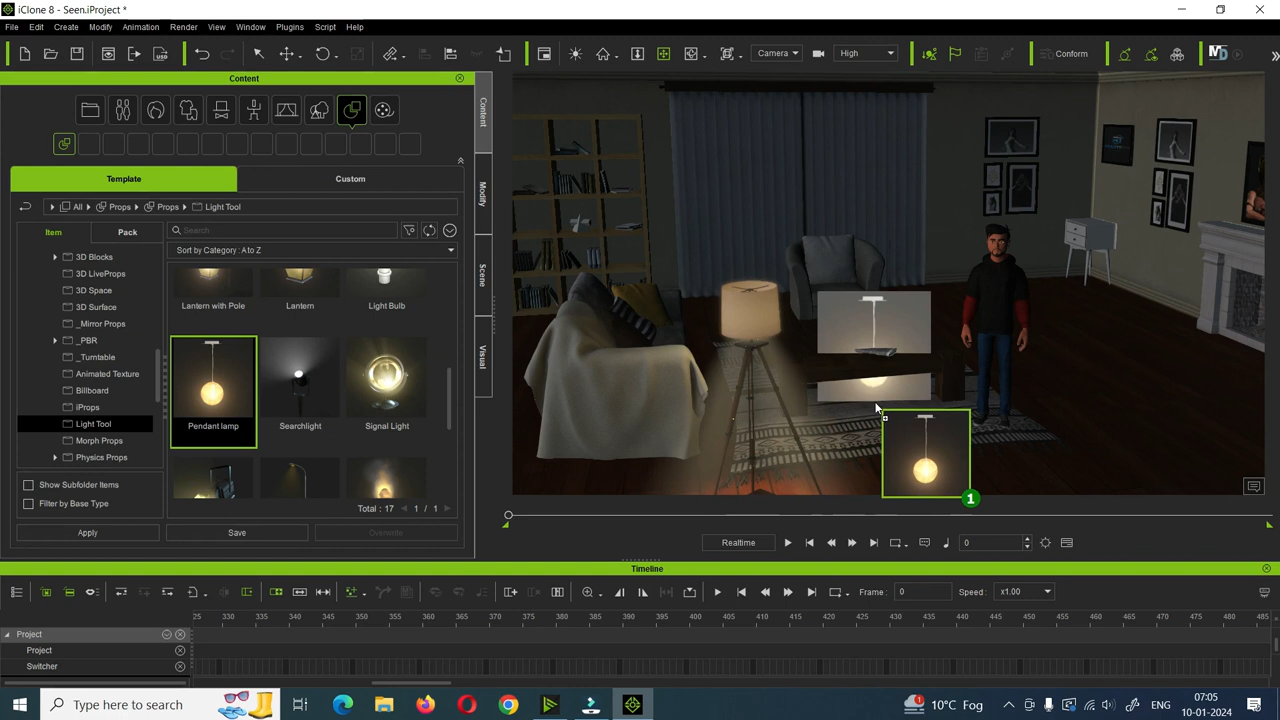 iClone 8 - Seen.iProject *
File Edit Create Modify Animation Render View Window Plugins Script Help
Camera High Conform
Content
Template Custom
All Props Props Light Tool
Item Pack
Search
Sort by Category : A to Z
3D Blocks
3D LiveProps
3D Space
3D Surface
_Mirror Props
_PBR
_Turntable
Animated Texture
Billboard
iProps
Light Tool
Morph Props
Physics Props
Lantern with Pole Lantern Light Bulb
Pendant lamp Searchlight Signal Light
Show Subfolder Items
Filter by Base Type
Total : 17 1 / 1
Apply Save Overwrite
Content
Modify
Scene
Visual
1
Realtime 0
Timeline
Frame : 0 Speed : x1.00
325 330 335 340 345 350 355 360 365 370 375 380 385 390 395 400 405 410 415 420 425 430 435 440 445 450 455 460 465 470 475 480 485
Project
Project
Switcher
Type here to search
1 10°C Fog ENG 07:05
10-01-2024